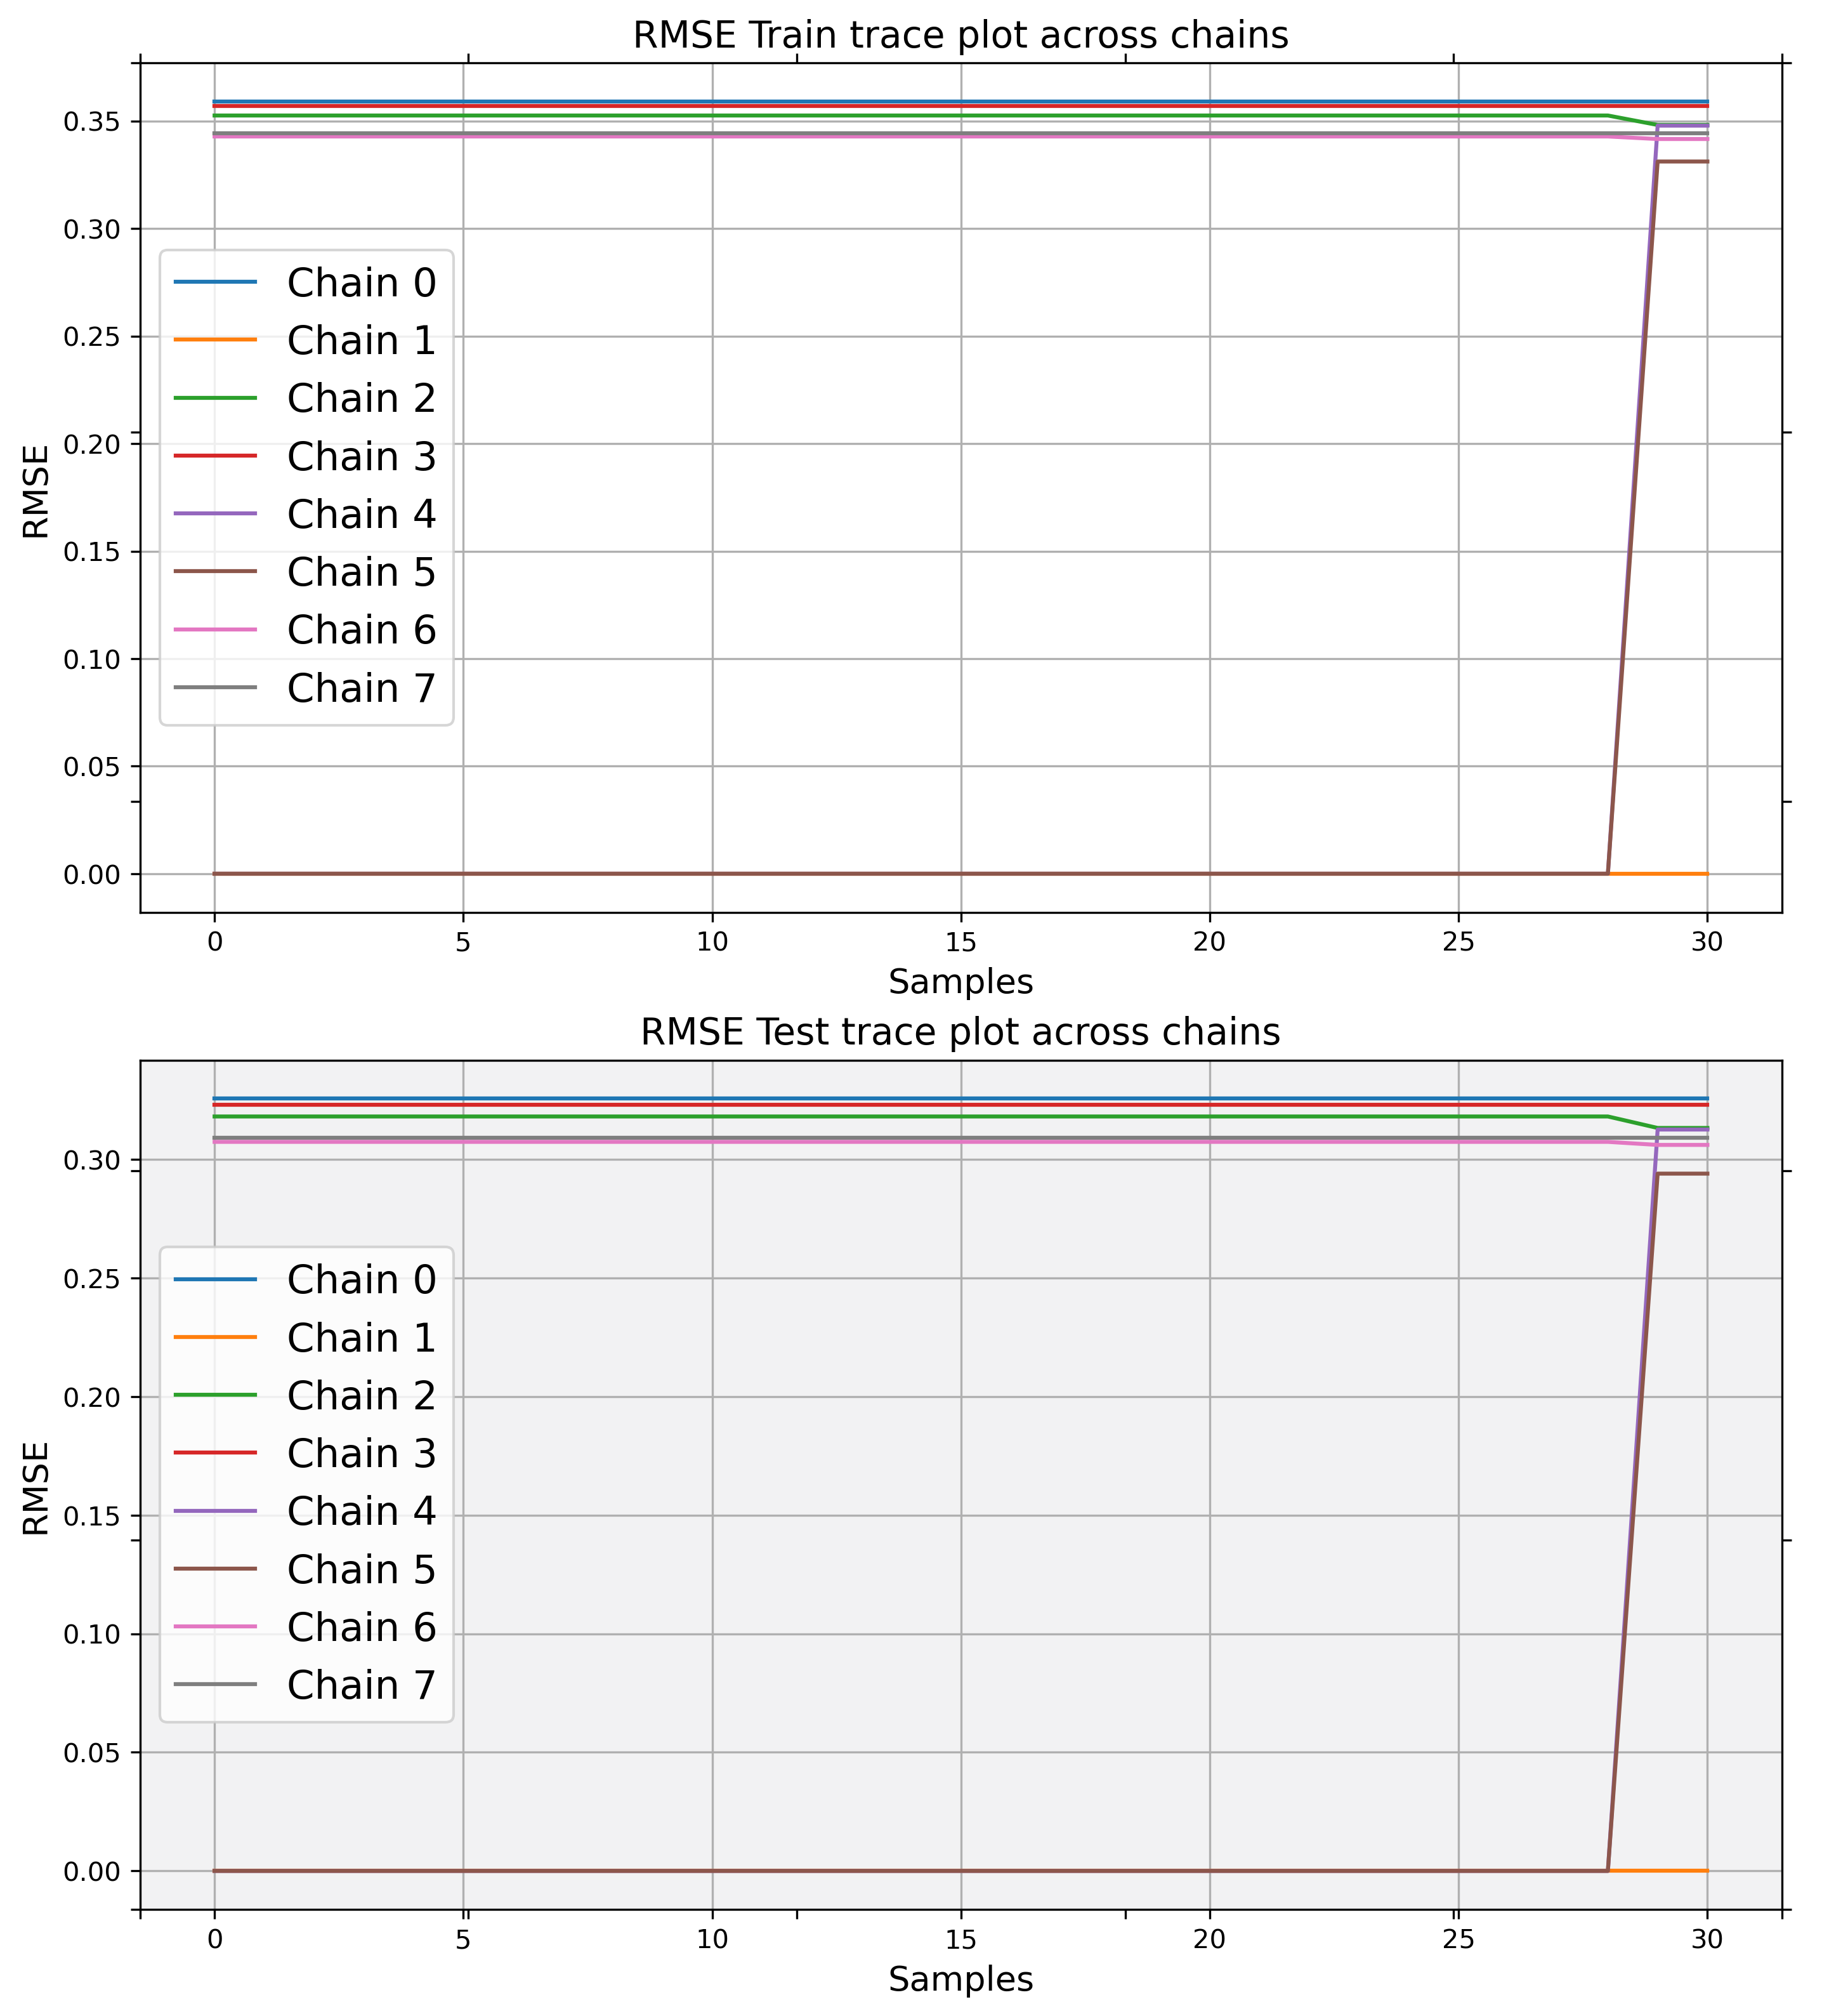 RMSE Train trace plot across chains
0.35
0.30
0.25
0.20
0.15
0.10
0.05
0.00
RMSE
Chain 0
Chain 1
Chain 2
Chain 3
Chain 4
Chain 5
Chain 6
Chain 7
0 5 10 15 20 25 30
Samples
RMSE Test trace plot across chains
0.30
0.25
0.20
0.15
0.10
0.05
0.00
RMSE
Chain 0
Chain 1
Chain 2
Chain 3
Chain 4
Chain 5
Chain 6
Chain 7
0 5 10 15 20 25 30
Samples